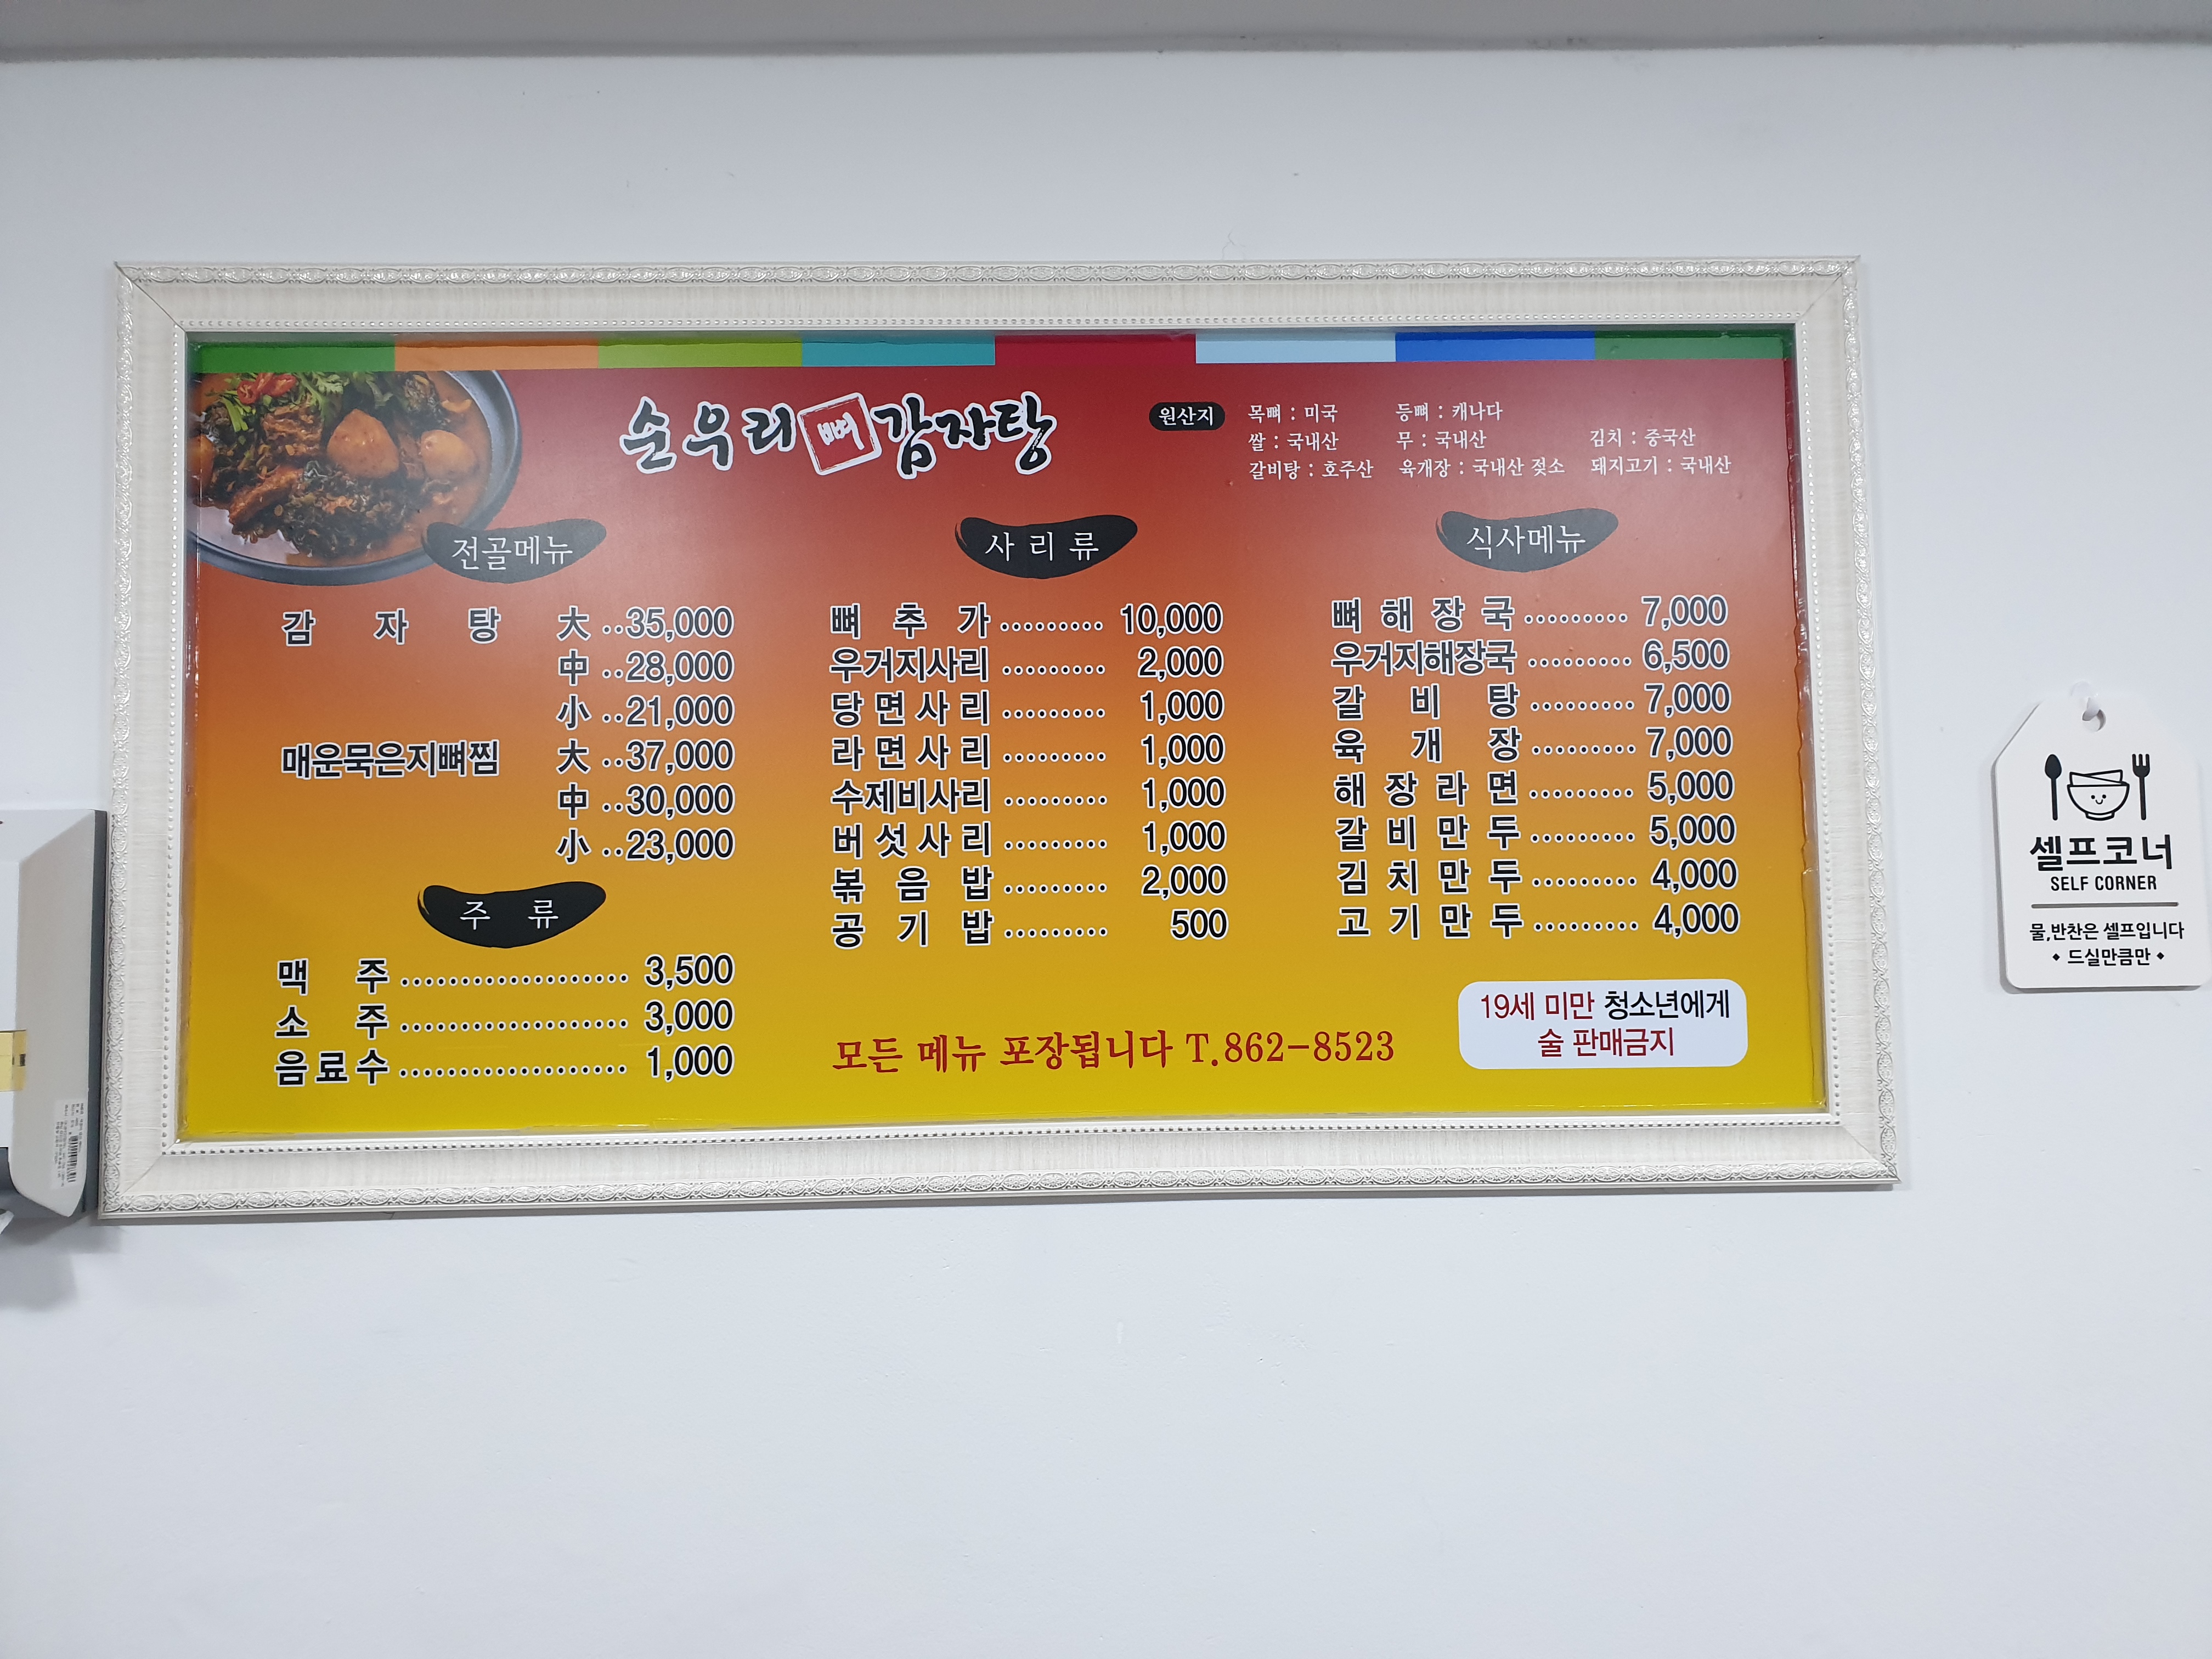 순우리뼈감자탕
원산지
목뼈 : 미국 등뼈 : 캐나다
쌀 : 국내산 무 : 국내산 김치 : 중국산
갈비탕 : 호주산 육개장 : 국내산 젖소 돼지고기 : 국내산
전골메뉴
감자탕 大 ..35,000
中 ..28,000
小 ..21,000
매운묵은지뼈찜 大 ..37,000
中 ..30,000
小 ..23,000
주류
맥주 ................... 3,500
소주 ................... 3,000
음료수 ................... 1,000
사리류
뼈추가 ......... 10,000
우거지사리 ......... 2,000
당면사리 ......... 1,000
라면사리 ......... 1,000
수제비사리 ......... 1,000
버섯사리 ......... 1,000
볶음밥 ......... 2,000
공기밥 ......... 500
식사메뉴
뼈해장국 ......... 7,000
우거지해장국 ......... 6,500
갈비탕 ......... 7,000
육개장 ......... 7,000
해장라면 ......... 5,000
갈비만두 ......... 5,000
김치만두 ......... 4,000
고기만두 ......... 4,000
모든 메뉴 포장됩니다 T.862-8523
19세 미만 청소년에게
술 판매금지
셀프코너
SELF CORNER
물,반찬은 셀프입니다
◆ 드실만큼만 ◆